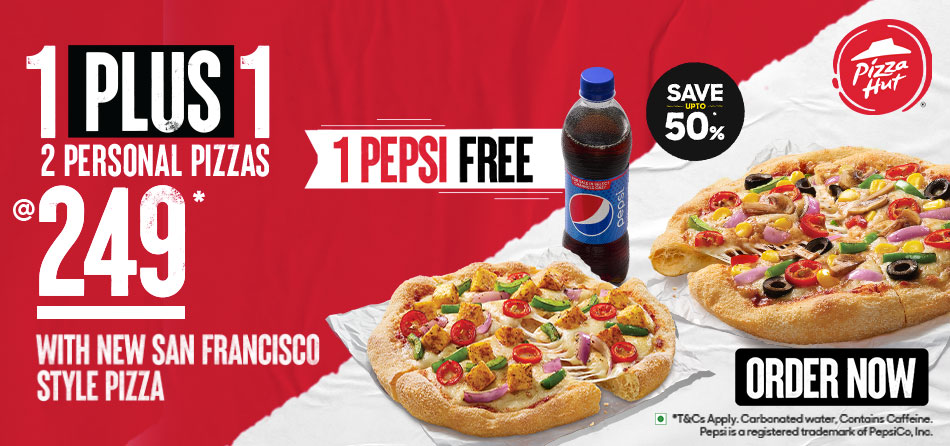 1 PLUS 1
2 PERSONAL PIZZAS
@249*
WITH NEW SAN FRANCISCO
STYLE PIZZA
1 PEPSI FREE
pepsi
SAVE
UPTO
50%*
Pizza
Hut
®
ORDER NOW
*T&Cs Apply. Carbonated water, Contains Caffeine.
Pepsi is a registered trademark of PepsiCo, Inc.